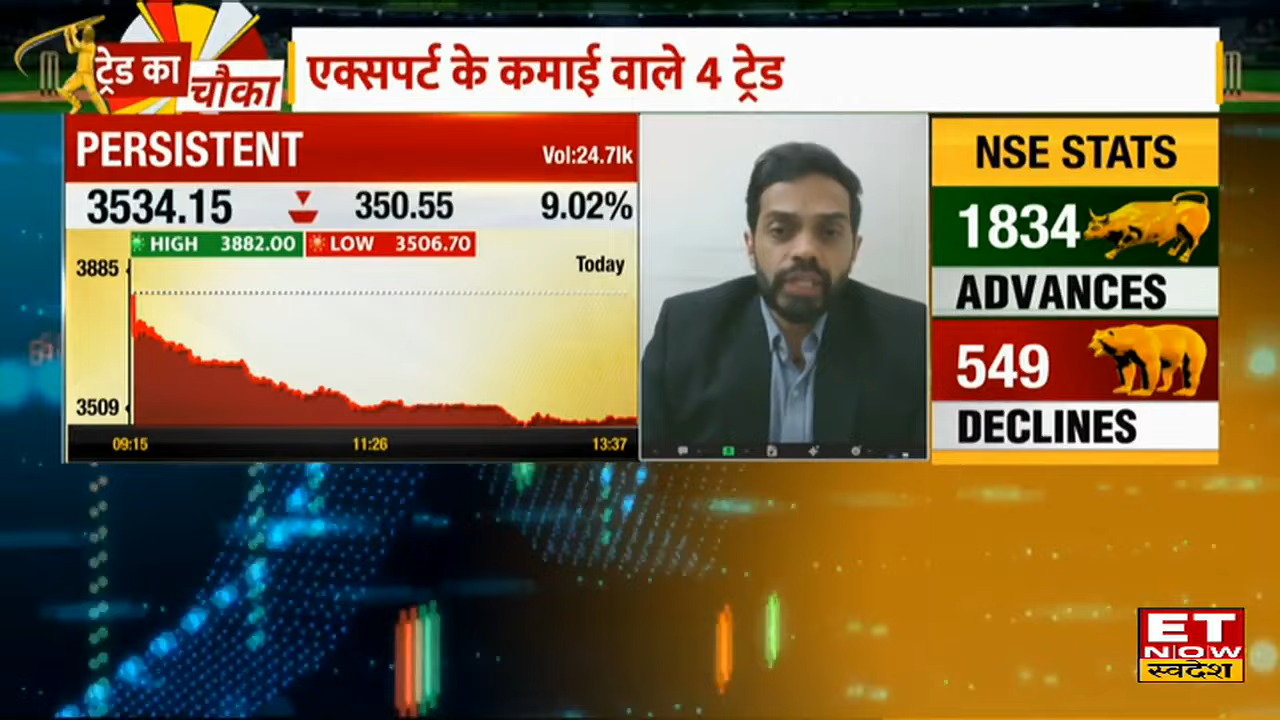 ट्रेड का
चौका
एक्सपर्ट के कमाई वाले 4 ट्रेड
PERSISTENT
Vol:24.7lk
3534.15 350.55 9.02%
HIGH 3882.00 LOW 3506.70
3885
Today
3509
09:15 11:26 13:37
NSE STATS
1834
ADVANCES
549
DECLINES
ET
NOW
स्वदेश